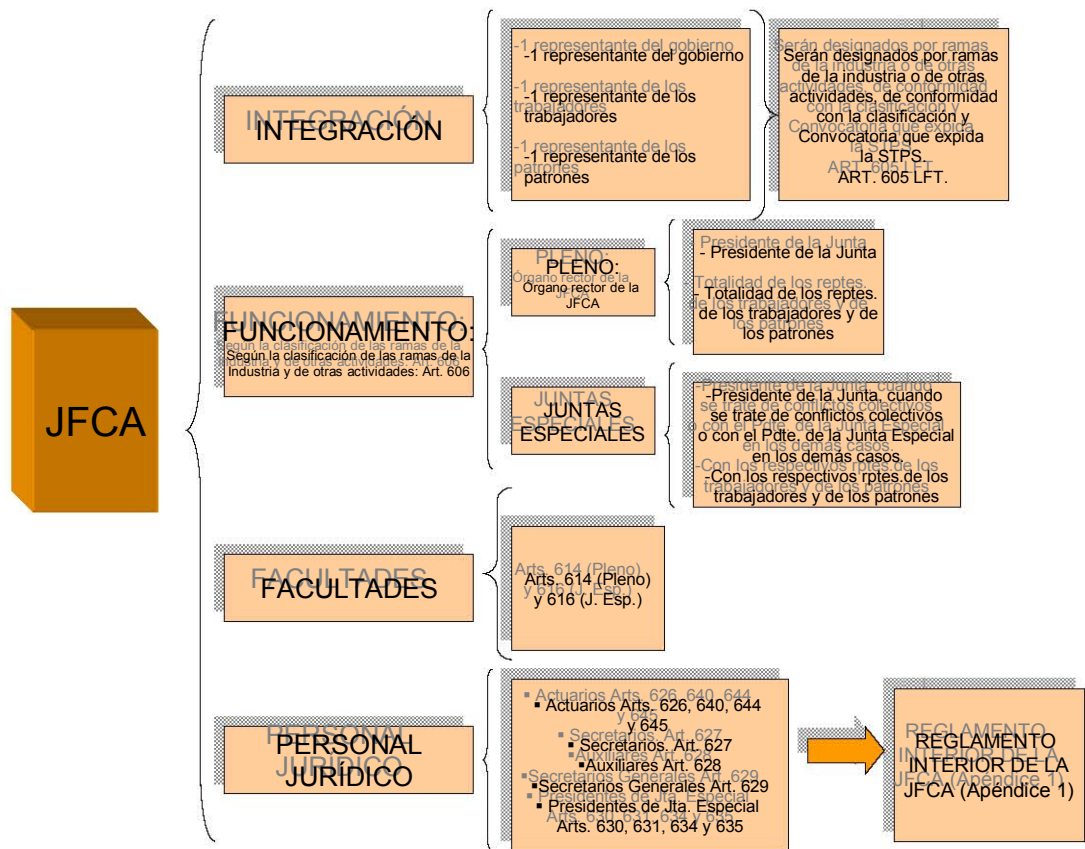 JFCA
INTEGRACIÓN
-1 representante del gobierno
-1 representante de los
trabajadores
-1 representante de los
patrones
Serán designados por ramas
de la industria o de otras
actividades, de conformidad
con la clasificación y
Convocatoria que expida
la STPS.
ART. 605 LFT.
FUNCIONAMIENTO:
Según la clasificación de las ramas de la
Industria y de otras actividades: Art. 606
PLENO:
Órgano rector de la
JFCA
- Presidente de la Junta
- Totalidad de los reptes.
de los trabajadores y de
los patrones
JUNTAS
ESPECIALES
-Presidente de la Junta, cuando
se trate de conflictos colectivos
o con el Pdte. de la Junta Especial
en los demás casos.
-Con los respectivos rptes.de los
trabajadores y de los patrones
FACULTADES
Arts. 614 (Pleno)
y 616 (J. Esp.)
PERSONAL
JURÍDICO
▪ Actuarios Arts. 626, 640, 644
y 645
▪ Secretarios. Art. 627
▪Auxiliares Art. 628
▪Secretarios Generales Art. 629
▪ Presidentes de Jta. Especial
Arts. 630, 631, 634 y 635
REGLAMENTO
INTERIOR DE LA
JFCA (Apéndice 1)